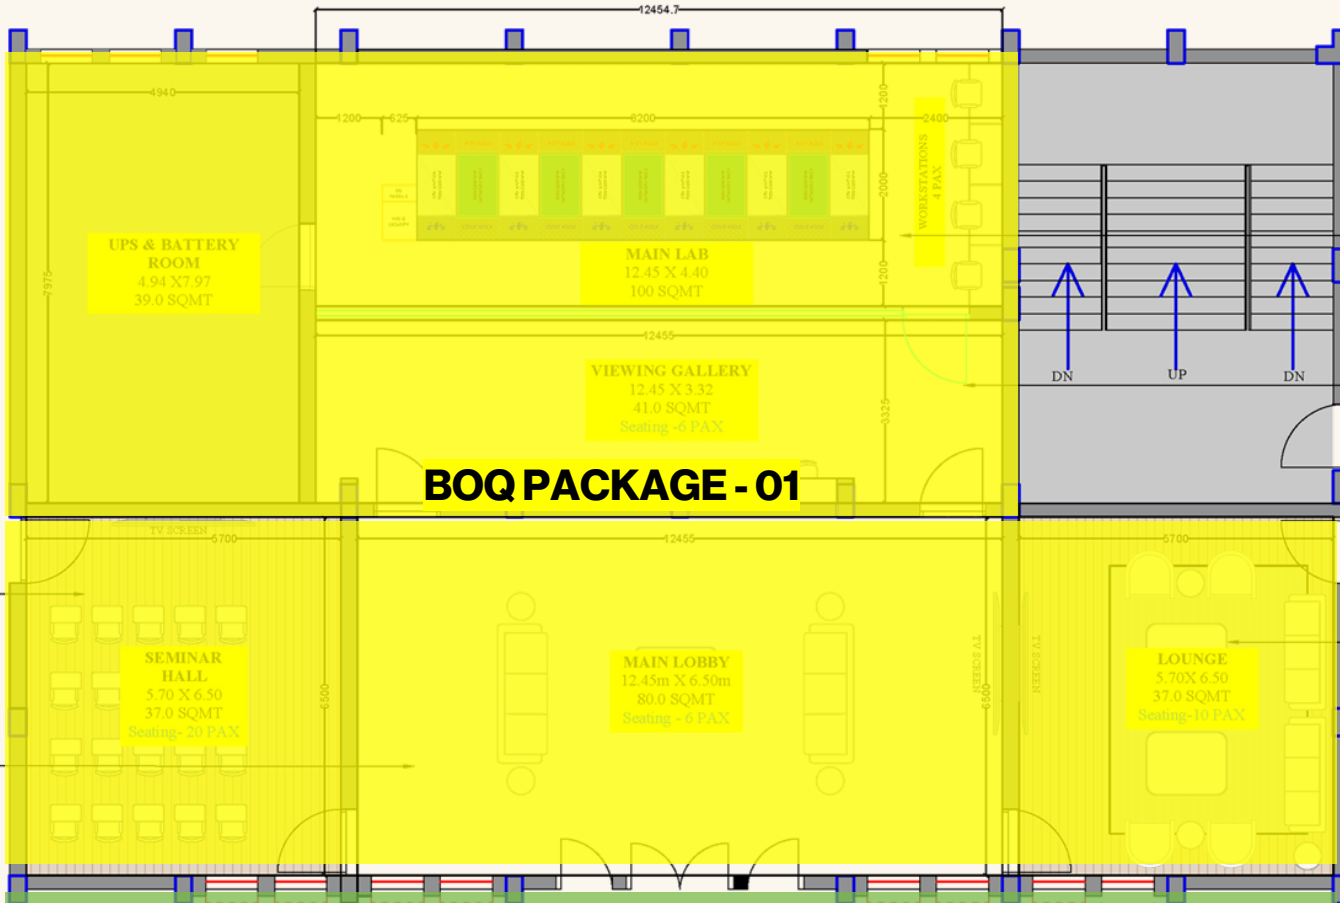 12454.7
4940
1200
625
8200
2400
1200
2000
1200
WORKSTATIONS
4 PAX
7975
UPS & BATTERY
ROOM
4.94 X7.97
39.0 SQMT
MAIN LAB
12.45 X 4.40
100 SQMT
12455
VIEWING GALLERY
12.45 X 3.32
41.0 SQMT
Seating -6 PAX
3325
DN
UP
DN
BOQ PACKAGE - 01
TV SCREEN
5700
12455
5700
SEMINAR
HALL
5.70 X 6.50
37.0 SQMT
Seating- 20 PAX
6500
MAIN LOBBY
12.45m X 6.50m
80.0 SQMT
Seating - 6 PAX
TV SCREEN
6500
TV SCREEN
LOUNGE
5.70X 6.50
37.0 SQMT
Seating-10 PAX